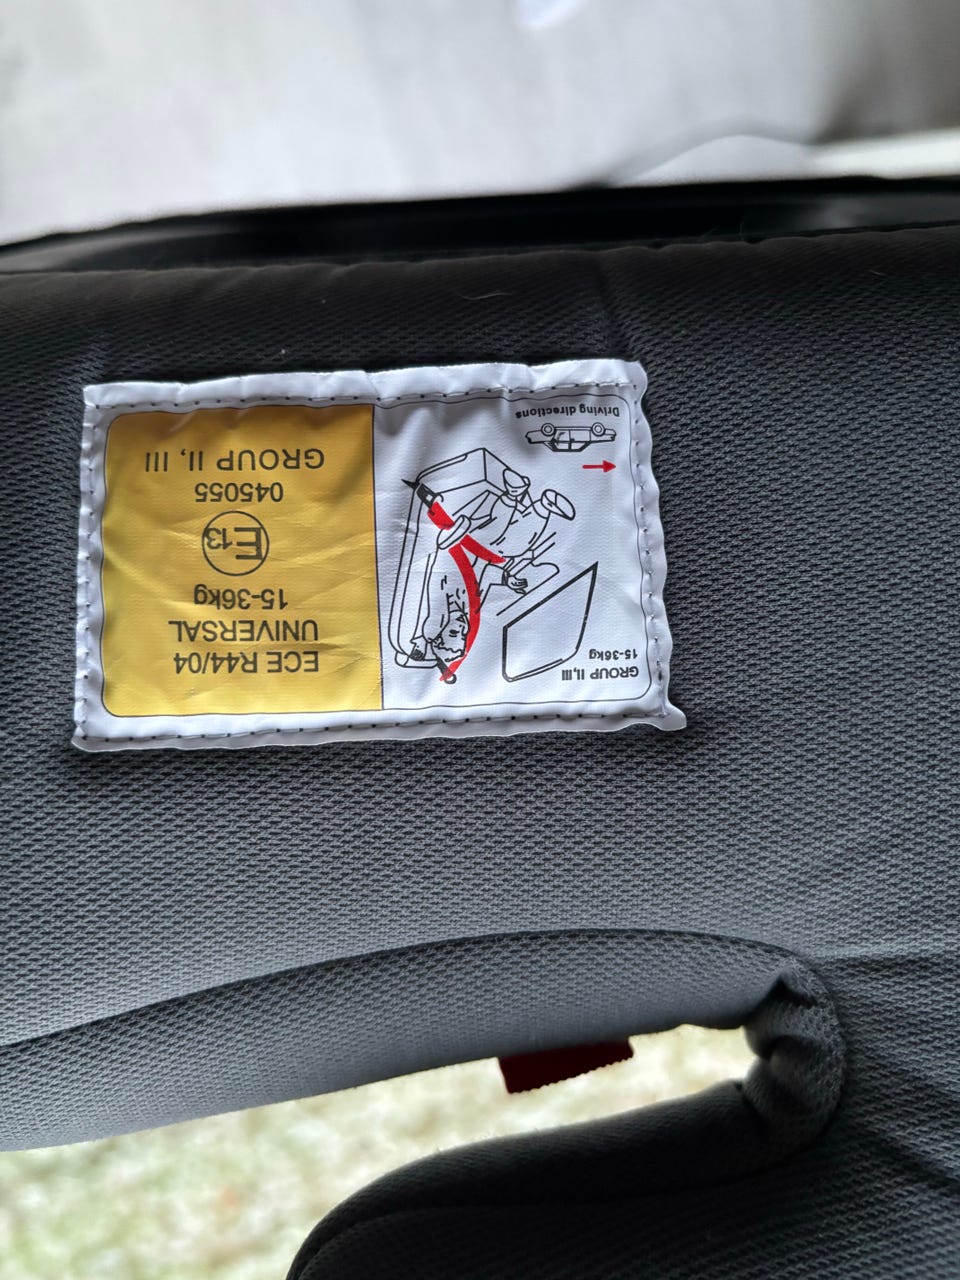 ECE R44/04
UNIVERSAL
15-36kg
E13
045055
GROUP II, III
GROUP II,III
15-36kg
Driving directions